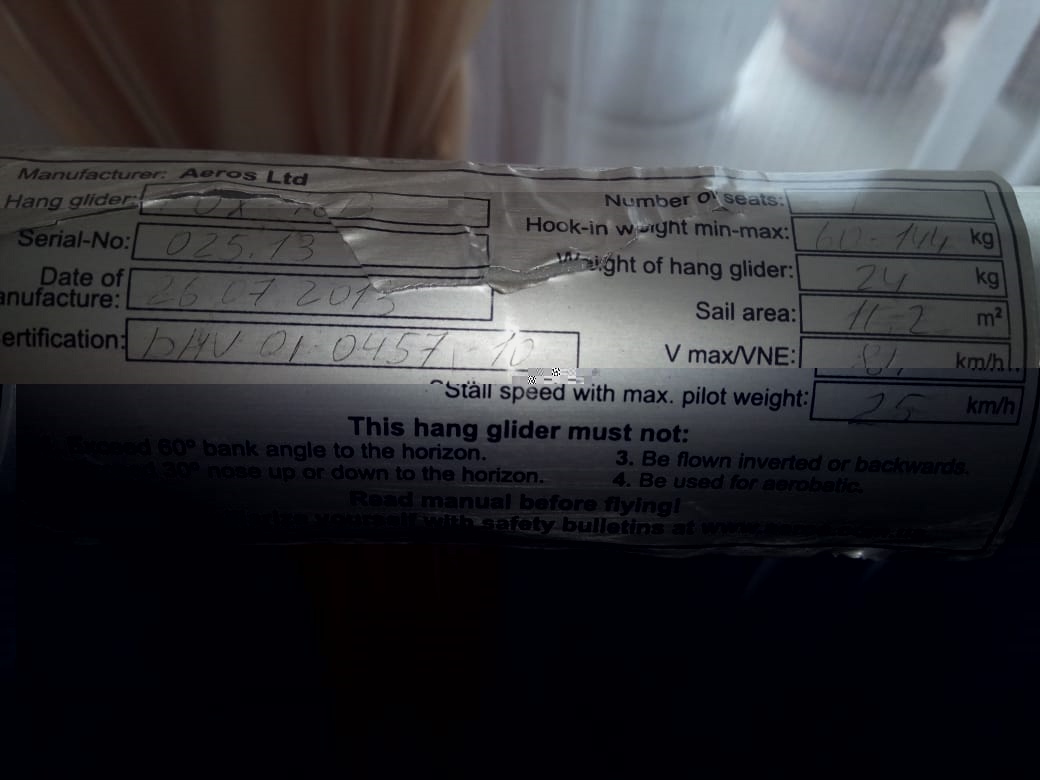 Manufacturer: Aeros Ltd
Hang glider:
Serial-No: 025.13
Date of
anufacture: 26 07 2013
ertification: DHV 01-0457-10
Number of seats:
Hook-in weight min-max: 60-144 kg
Weight of hang glider: 24 kg
Sail area: 11.2 m²
V max/VNE: 81 km/h
Stall speed with max. pilot weight: 25 km/h
This hang glider must not:
Exceed 60° bank angle to the horizon.
30° nose up or down to the horizon.
3. Be flown inverted or backwards.
4. Be used for aerobatic.
Read manual before flying!
yourself with safety bulletins at